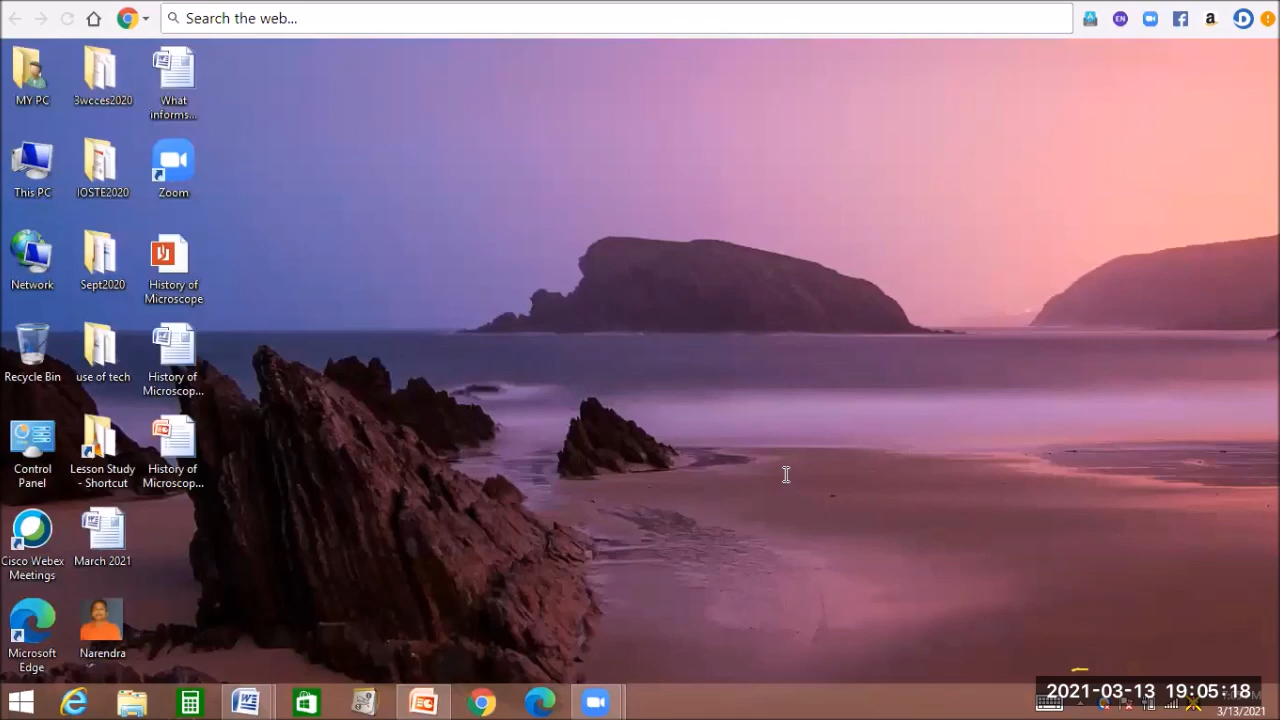 Search the web...
EN
a
D
MY PC
3wcces2020
What
informs...
This PC
IOSTE2020
Zoom
Network
Sept2020
History of
Microscope
Recycle Bin
use of tech
History of
Microscop...
Control
Panel
Lesson Study
- Shortcut
History of
Microscop...
Cisco Webex
Meetings
March 2021
Microsoft
Edge
Narendra
2021-03-13 19:05:18
3/13/2021